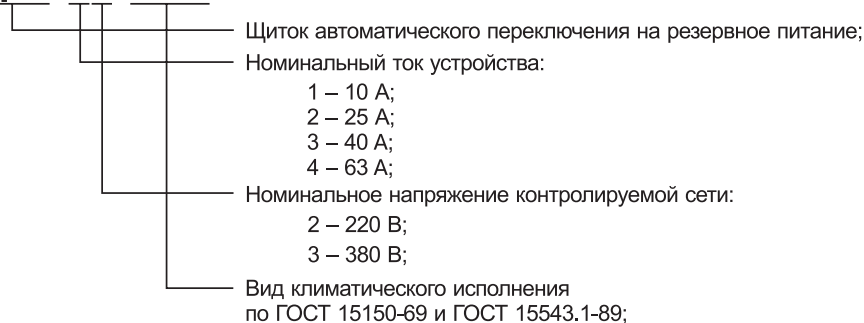 Щиток автоматического переключения на резервное питание;
Номинальный ток устройства:
1 – 10 А;
2 – 25 А;
3 – 40 А;
4 – 63 А;
Номинальное напряжение контролируемой сети:
2 – 220 В;
3 – 380 В;
Вид климатического исполнения
по ГОСТ 15150-69 и ГОСТ 15543.1-89;